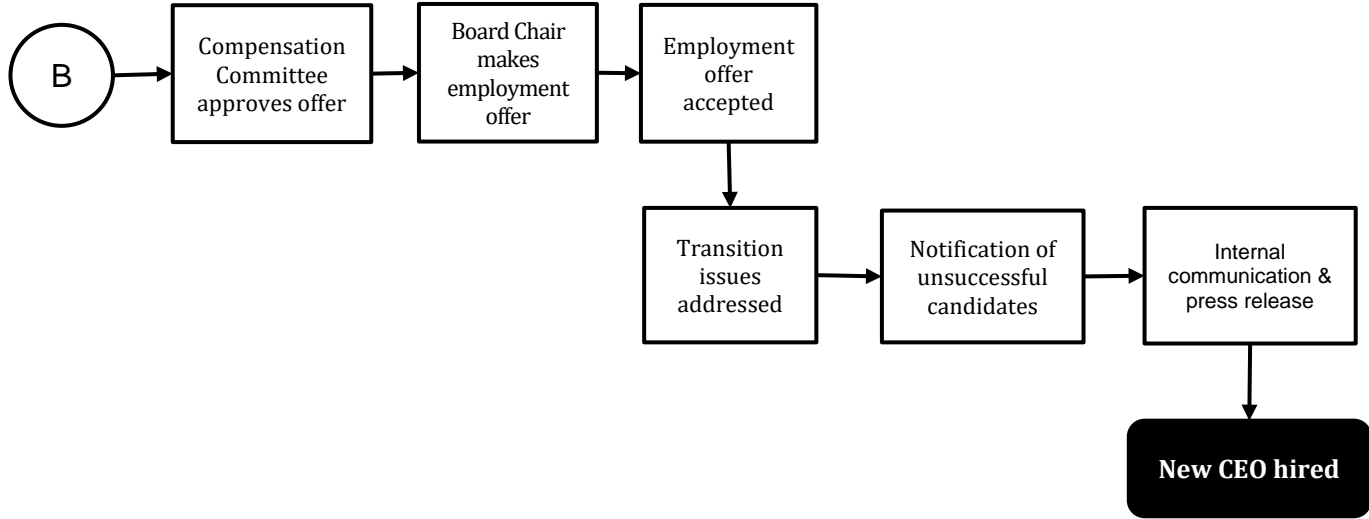 B
Compensation
Committee
approves offer
Board Chair
makes
employment
offer
Employment
offer
accepted
Transition
issues
addressed
Notification of
unsuccessful
candidates
Internal
communication &
press release
New CEO hired